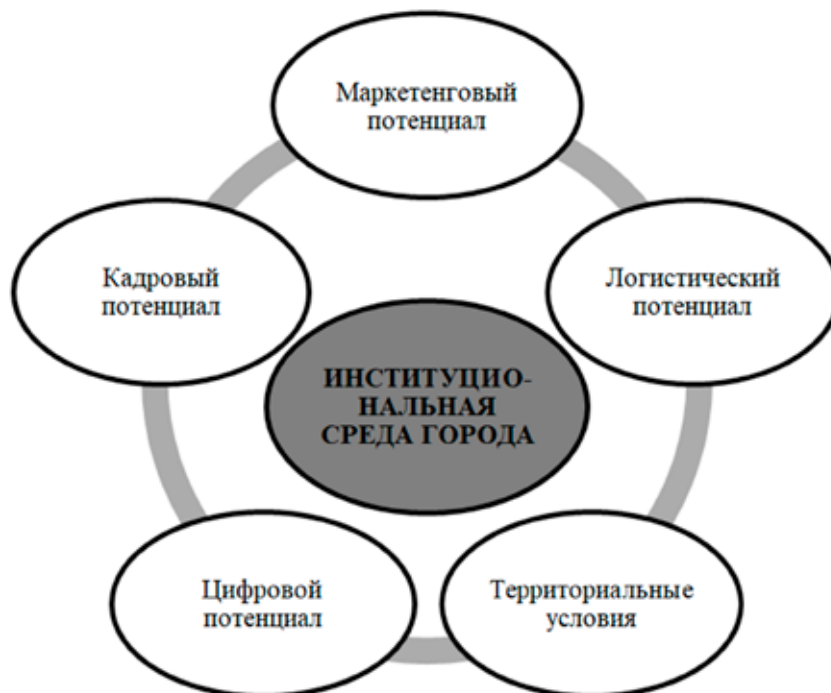 Маркетенговый
потенциал
Кадровый
потенциал
Логистический
потенциал
ИНСТИТУЦИО-
НАЛЬНАЯ
СРЕДА ГОРОДА
Цифровой
потенциал
Территориальные
условия